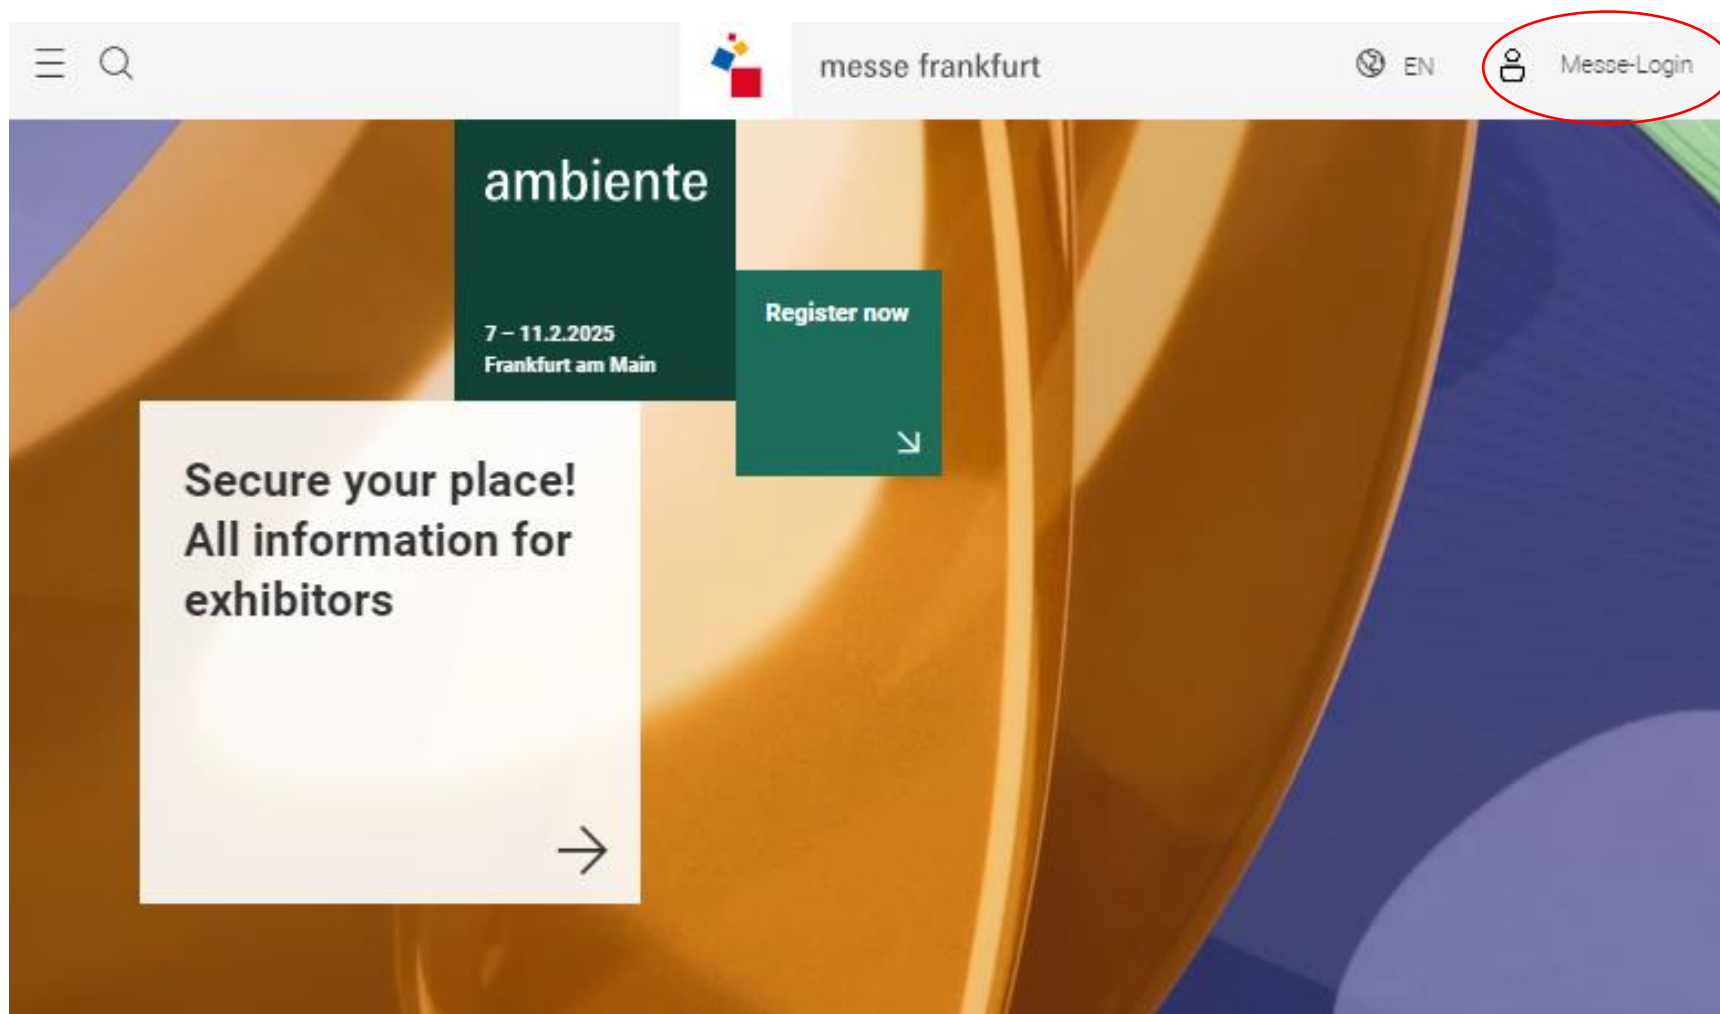 messe frankfurt
EN
Messe-Login
ambiente
7 – 11.2.2025
Frankfurt am Main
Register now
Secure your place!
All information for
exhibitors